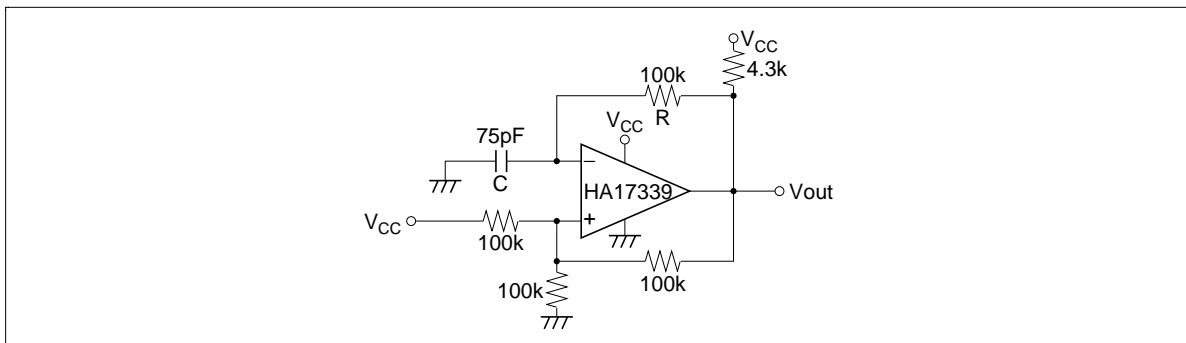 VCC
4.3k
100k
R
VCC
75pF
C
−
HA17339
Vout
+
VCC
100k
100k
100k